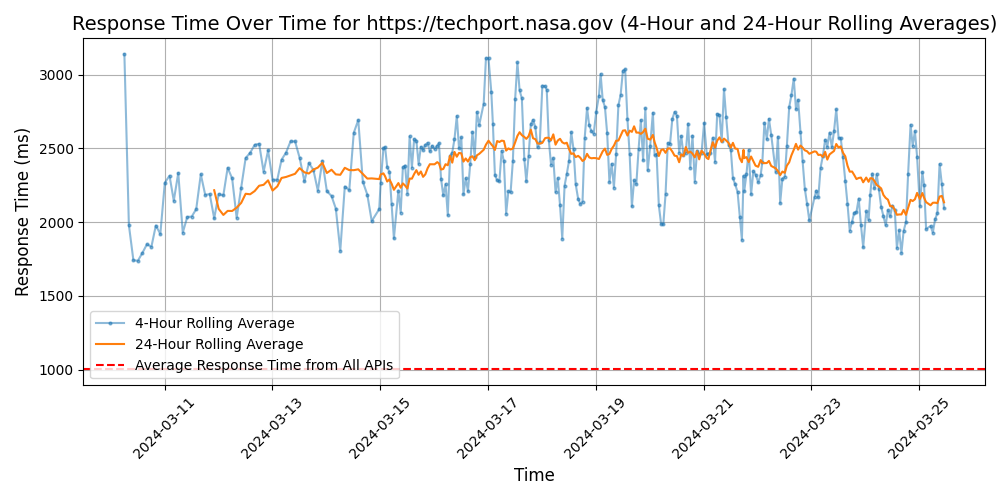 Response Time Over Time for https://techport.nasa.gov (4-Hour and 24-Hour Rolling Averages)
Response Time (ms)
3000
2500
2000
1500
1000
4-Hour Rolling Average
24-Hour Rolling Average
Average Response Time from All APIs
2024-03-11
2024-03-13
2024-03-15
2024-03-17
2024-03-19
2024-03-21
2024-03-23
2024-03-25
Time